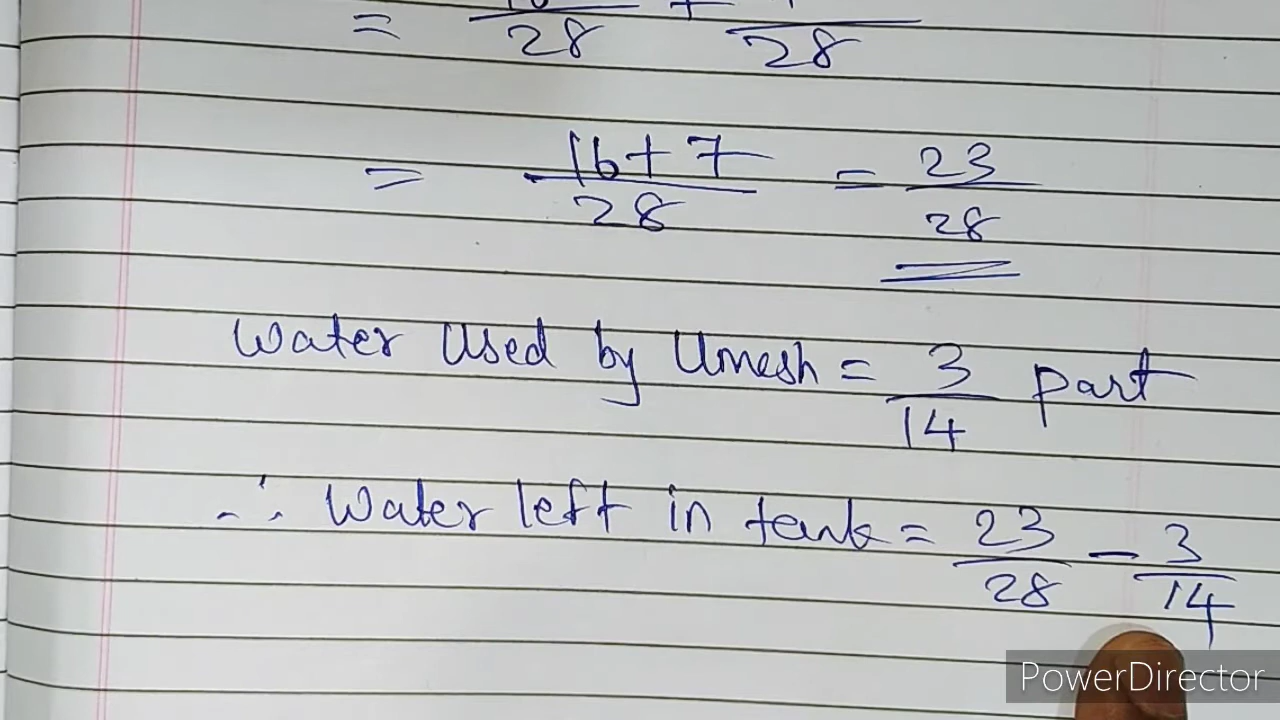 = /28 + /28
= 16+7/28 = 23/28
Water Used by Umesh = 3/14 part
∴ Water left in tank = 23/28 - 3/14
PowerDirector